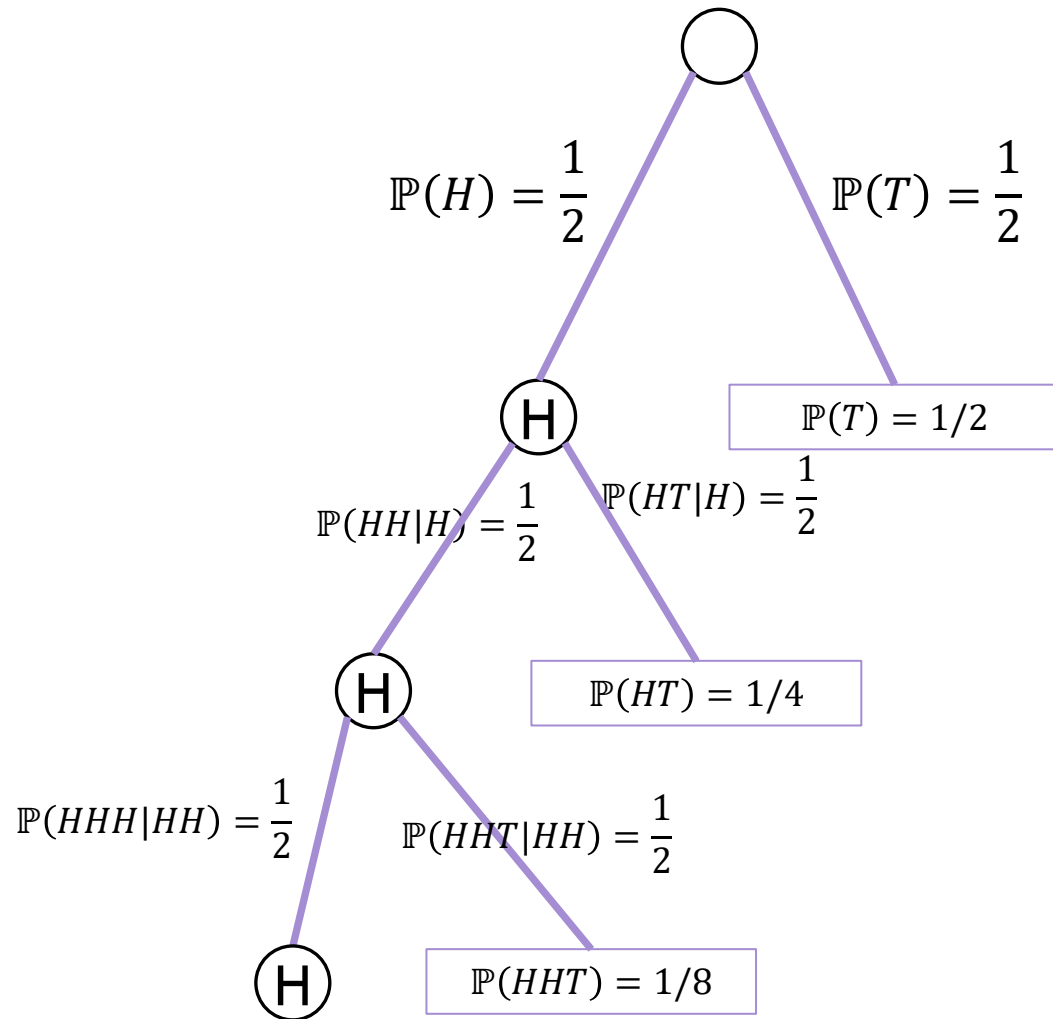 ℙ(H) = 1/2
ℙ(T) = 1/2
H
ℙ(T) = 1/2
ℙ(HH|H) = 1/2
ℙ(HT|H) = 1/2
H
ℙ(HT) = 1/4
ℙ(HHH|HH) = 1/2
ℙ(HHT|HH) = 1/2
H
ℙ(HHT) = 1/8